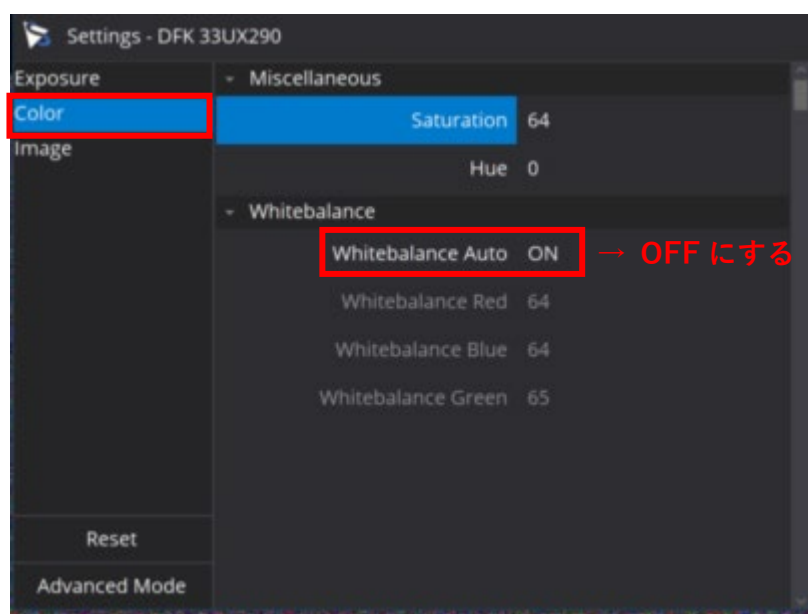 Settings - DFK 33UX290
Exposure
Color
Image
Miscellaneous
Saturation 64
Hue 0
Whitebalance
Whitebalance Auto ON → OFF にする
Whitebalance Red 64
Whitebalance Blue 64
Whitebalance Green 65
Reset
Advanced Mode